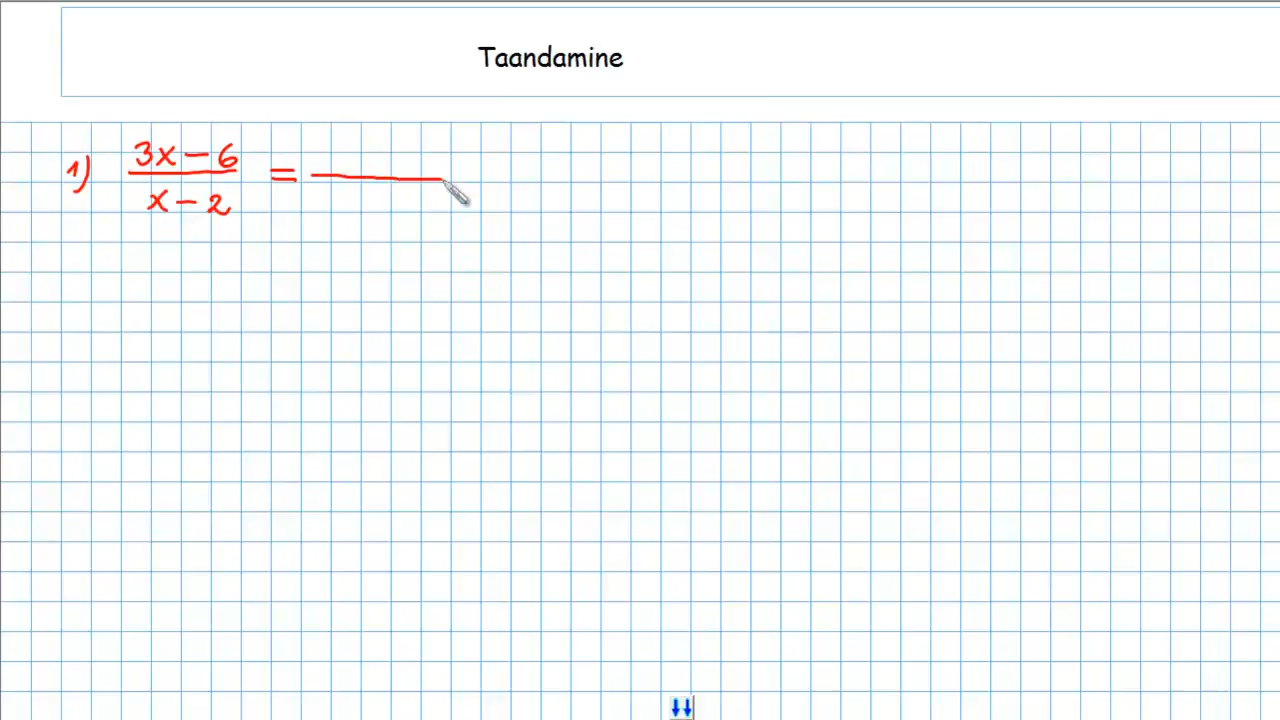 Taandamine
1) 3x - 6
x - 2 =